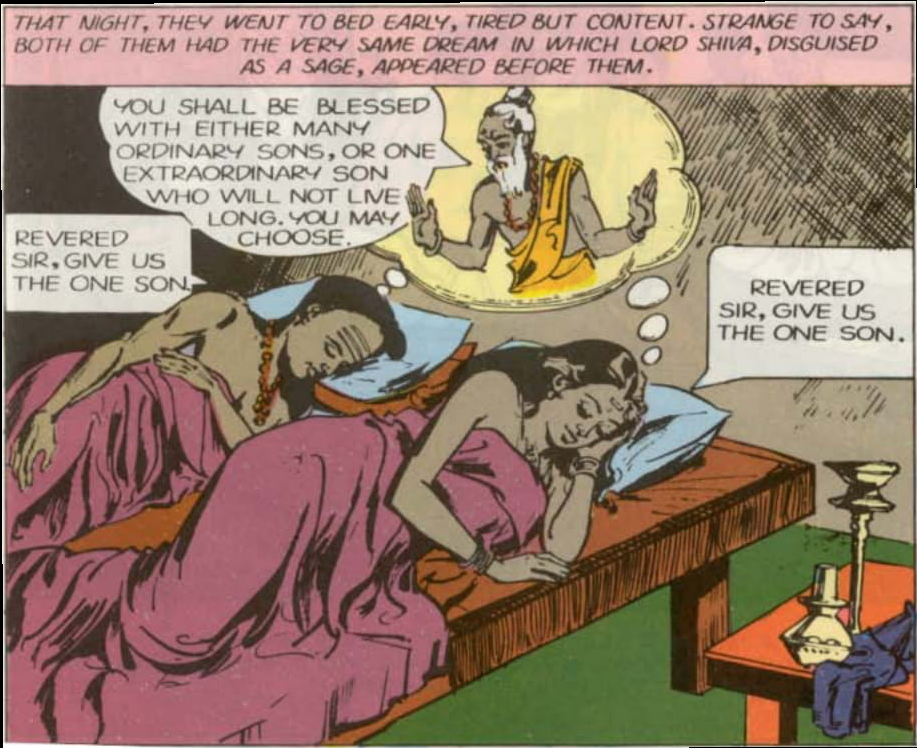 THAT NIGHT, THEY WENT TO BED EARLY, TIRED BUT CONTENT. STRANGE TO SAY,
BOTH OF THEM HAD THE VERY SAME DREAM IN WHICH LORD SHIVA, DISGUISED
AS A SAGE, APPEARED BEFORE THEM.
YOU SHALL BE BLESSED
WITH EITHER MANY
ORDINARY SONS, OR ONE
EXTRAORDINARY SON
WHO WILL NOT LIVE
LONG. YOU MAY
CHOOSE.
REVERED
SIR, GIVE US
THE ONE SON.
REVERED
SIR, GIVE US
THE ONE SON.